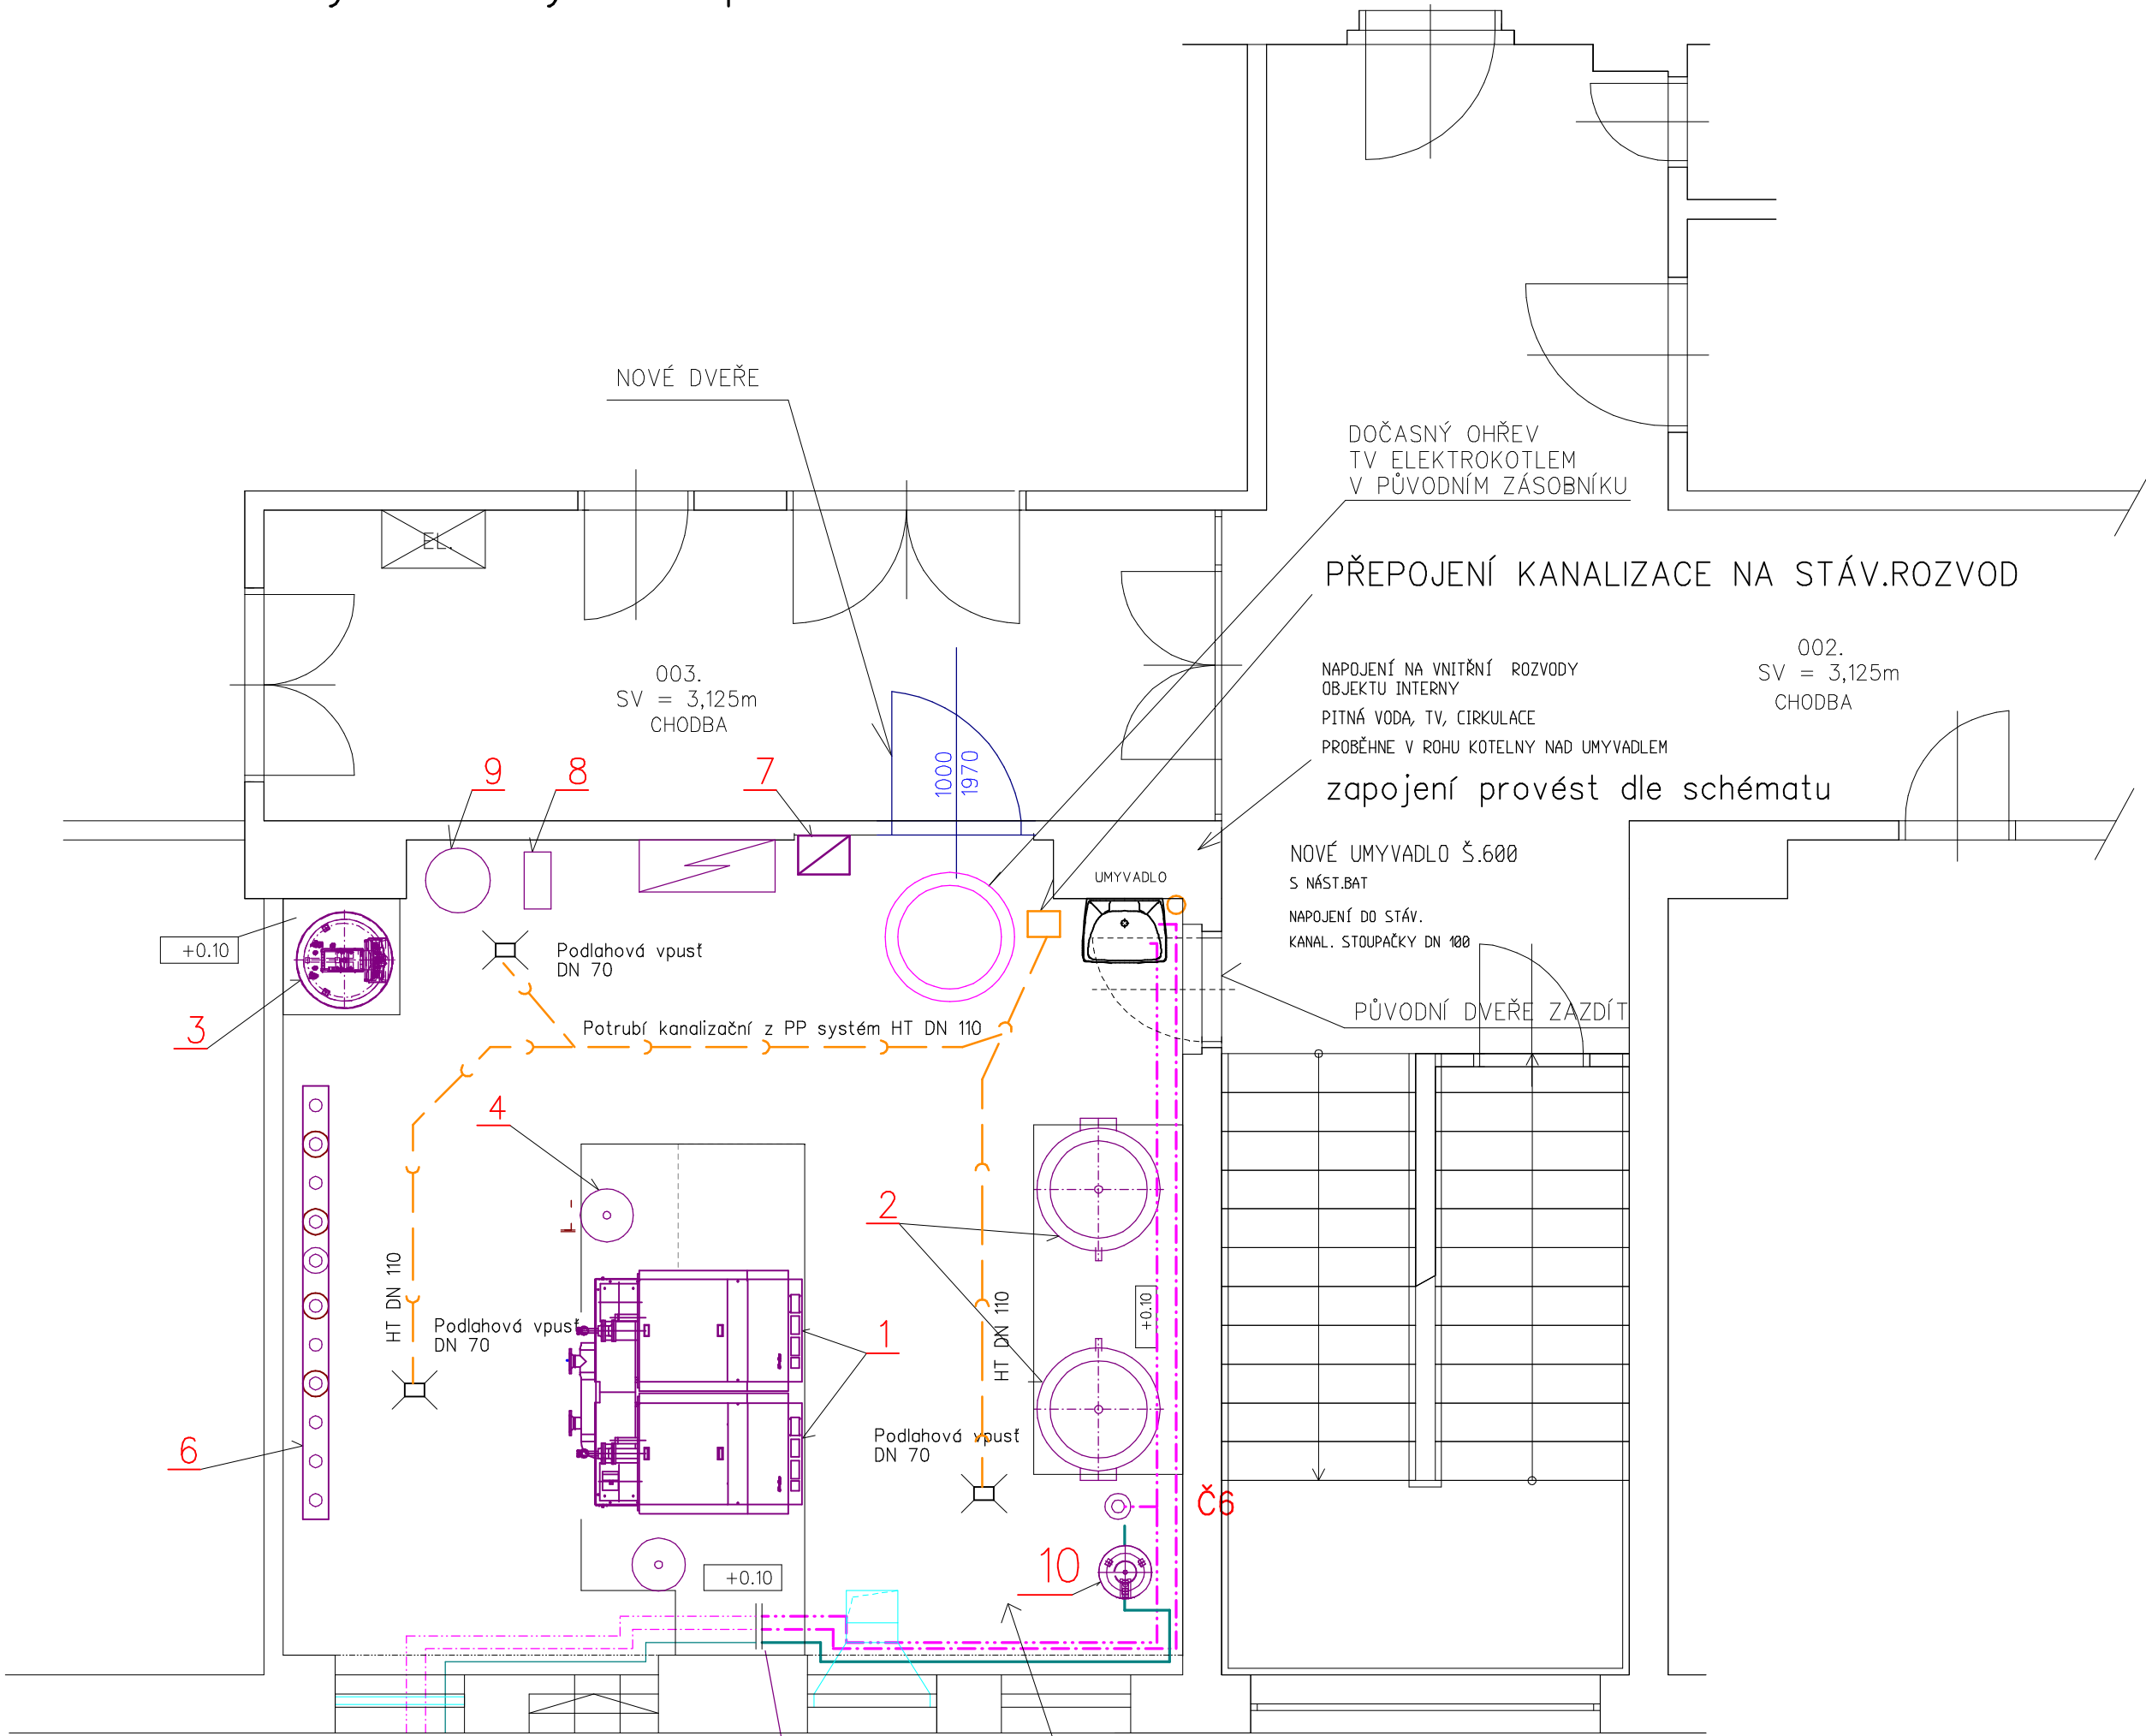 NOVÉ DVEŘE
DOČASNÝ OHŘEV
TV ELEKTROKOTLEM
V PŮVODNÍM ZÁSOBNÍKU
EL.
PŘEPOJENÍ KANALIZACE NA STÁV.ROZVOD
002.
SV = 3,125m
CHODBA
003.
SV = 3,125m
CHODBA
NAPOJENÍ NA VNITŘNÍ ROZVODY
OBJEKTU INTERNY
PITNÁ VODA, TV, CIRKULACE
PROBĚHNE V ROHU KOTELNY NAD UMYVADLEM
zapojení provést dle schématu
9
8
7
1000
1970
NOVÉ UMYVADLO Š.600
S NÁST.BAT
NAPOJENÍ DO STÁV.
KANAL. STOUPAČKY DN 100
UMYVADLO
+0.10
Podlahová vpusť
DN 70
PŮVODNÍ DVEŘE ZAZDÍT
3
Potrubí kanalizační z PP systém HT DN 110
4
2
HT DN 110
Podlahová vpusť
DN 70
1
HT DN 110
+0.10
Podlahová vpusť
DN 70
6
Č6
10
+0.10